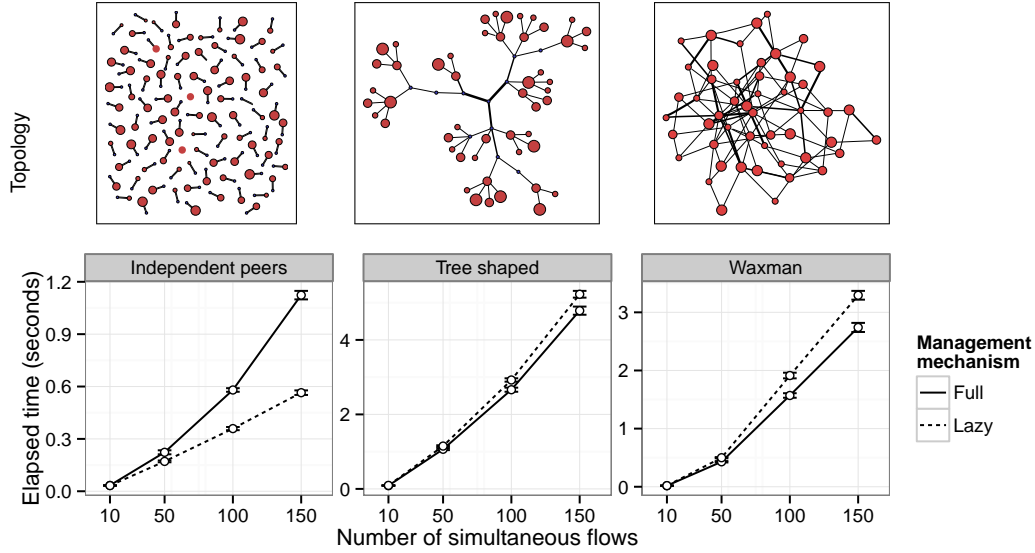 Topology
Independent peers
Tree shaped
Waxman
Elapsed time (seconds)
1.2
0.9
0.6
0.3
0.0
4
2
0
3
2
1
0
10 50 100 150
10 50 100 150
10 50 100 150
Number of simultaneous flows
Management
mechanism
Full
Lazy